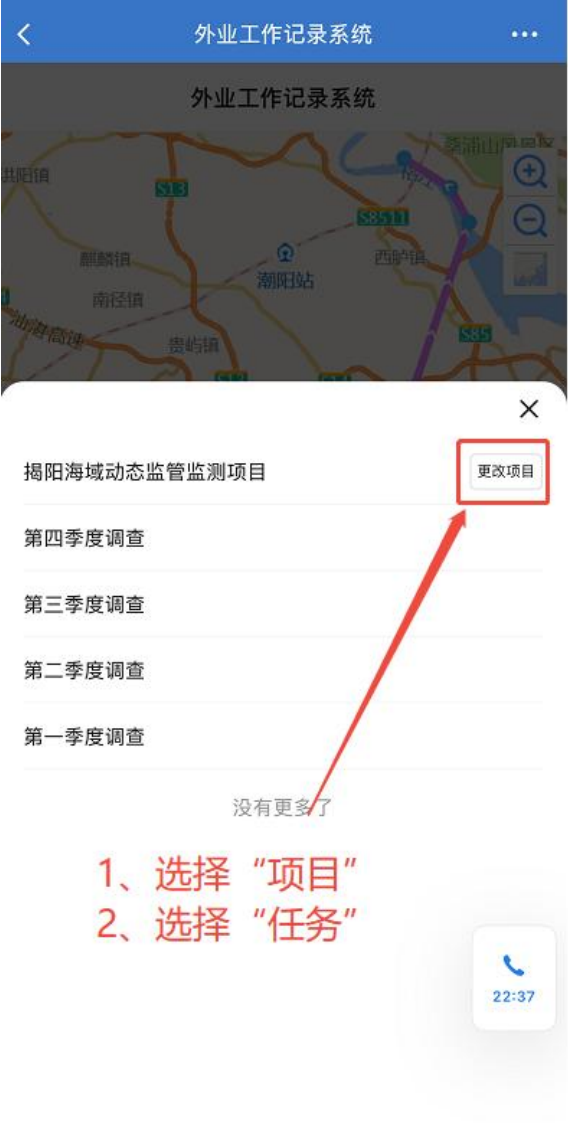 外业工作记录系统
外业工作记录系统
洪阳镇
S13
S8511
麒麟镇
潮阳站
西胪镇
南径镇
汕湛高速
贵屿镇
S85
揭阳海域动态监管监测项目
更改项目
第四季度调查
第三季度调查
第二季度调查
第一季度调查
没有更多了
1、选择“项目”
2、选择“任务”
22:37